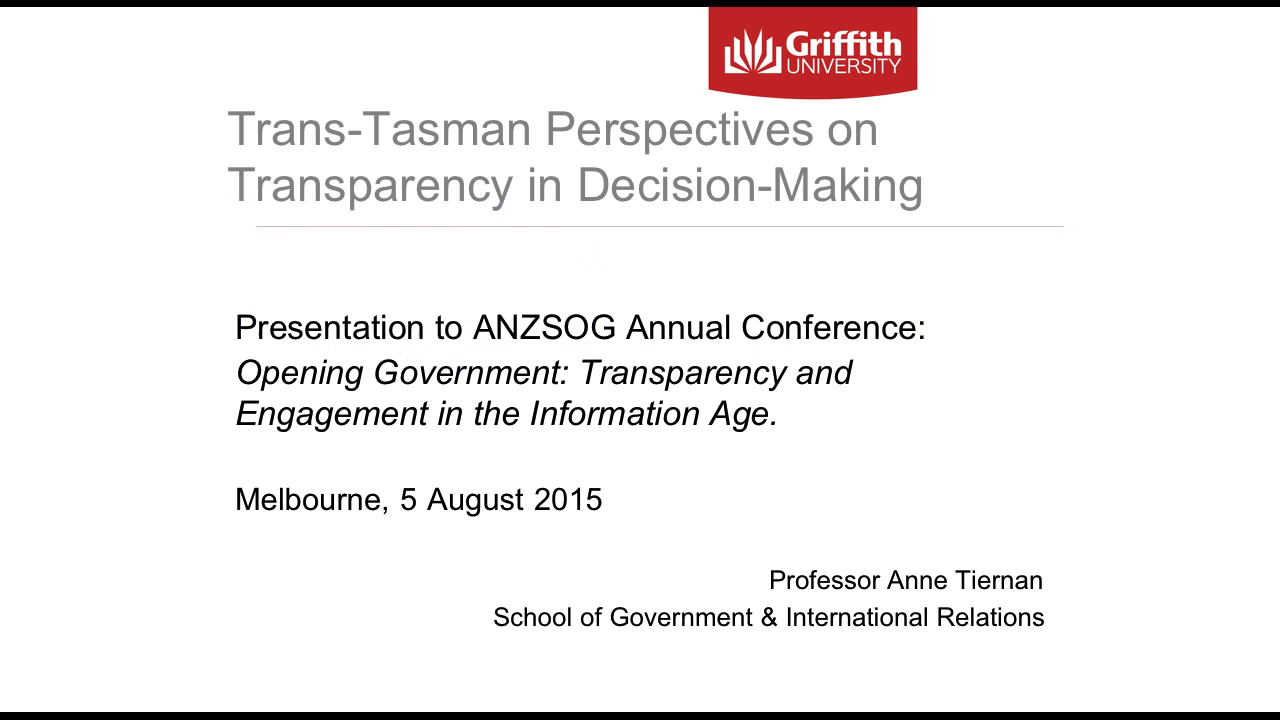 Griffith
UNIVERSITY
Trans-Tasman Perspectives on
Transparency in Decision-Making
Presentation to ANZSOG Annual Conference:
Opening Government: Transparency and
Engagement in the Information Age.
Melbourne, 5 August 2015
Professor Anne Tiernan
School of Government & International Relations